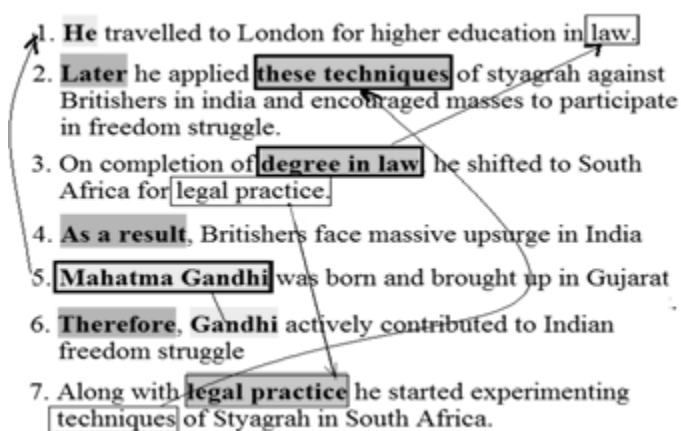 1. He travelled to London for higher education in law.
2. Later he applied these techniques of styagrah against
Britishers in india and encouraged masses to participate
in freedom struggle.
3. On completion of degree in law he shifted to South
Africa for legal practice.
4. As a result, Britishers face massive upsurge in India
5. Mahatma Gandhi was born and brought up in Gujarat
6. Therefore, Gandhi actively contributed to Indian
freedom struggle
7. Along with legal practice he started experimenting
techniques of Styagrah in South Africa.